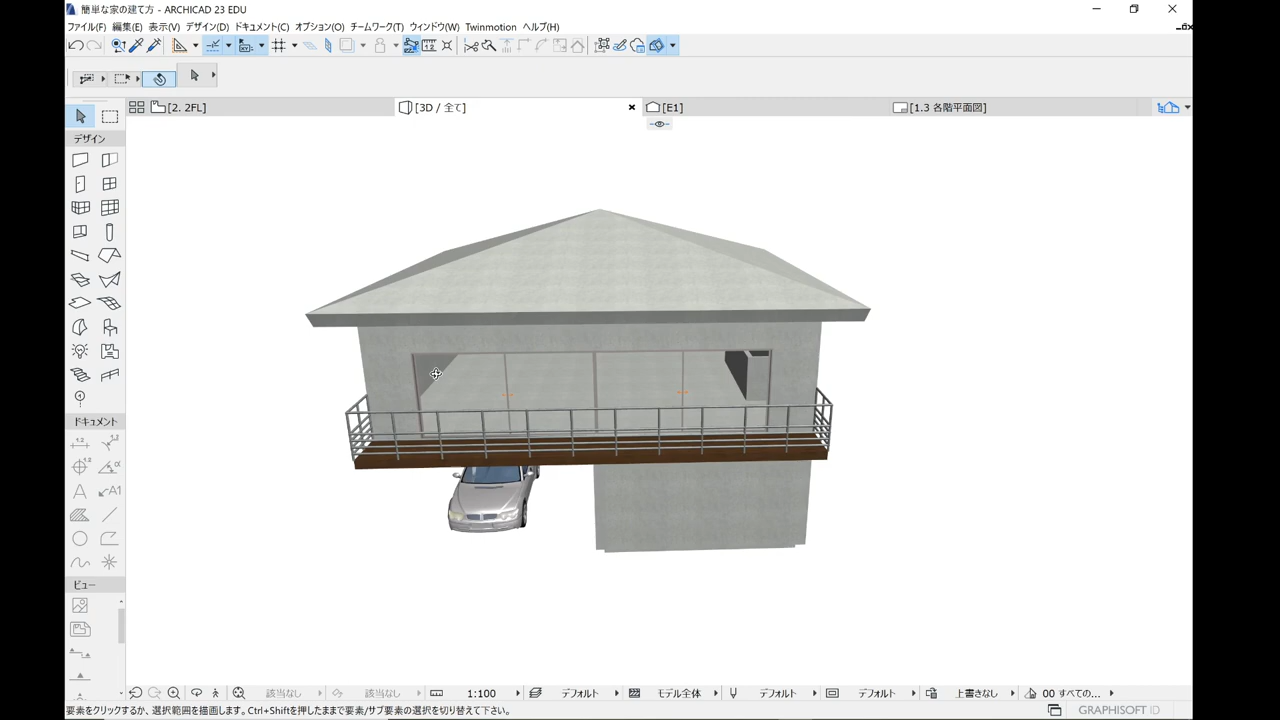 簡単な家の建て方 - ARCHICAD 23 EDU
ファイル(F) 編集(E) 表示(V) デザイン(D) ドキュメント(C) オプション(O) チームワーク(T) ウィンドウ(W) Twinmotion ヘルプ(H)
[2. 2FL] [3D / 全て] [E1] [1.3 各階平面図]
デザイン
ドキュメント
A A1
ビュー
該当なし 該当なし 1:100 デフォルト モデル全体 デフォルト デフォルト 上書きなし 00 すべての...
要素をクリックするか、選択範囲を描画します。Ctrl+Shiftを押したままで要素/サブ要素の選択を切り替えて下さい。
GRAPHISOFT ID